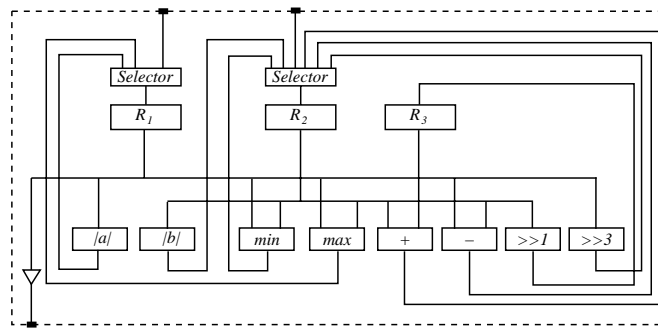 Selector
Selector
R1
R2
R3
|a|
|b|
min
max
+
–
>>1
>>3